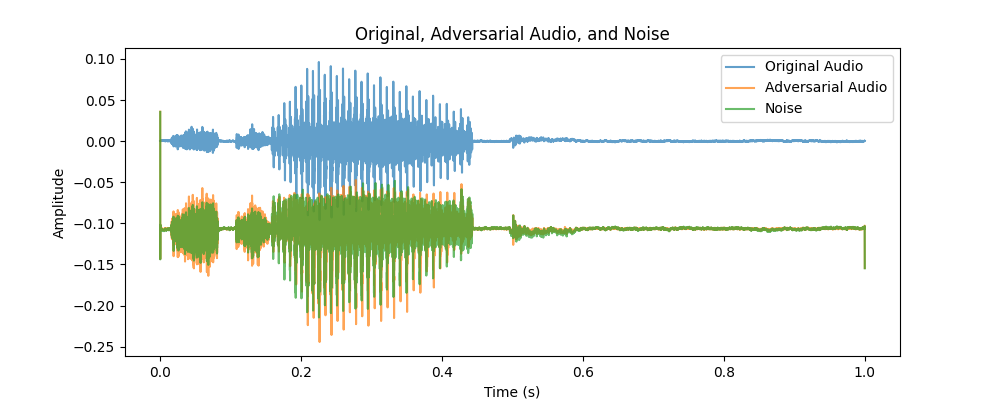 Original, Adversarial Audio, and Noise
Original Audio
Adversarial Audio
Noise
Amplitude
0.10
0.05
0.00
−0.05
−0.10
−0.15
−0.20
−0.25
0.0
0.2
0.4
0.6
0.8
1.0
Time (s)